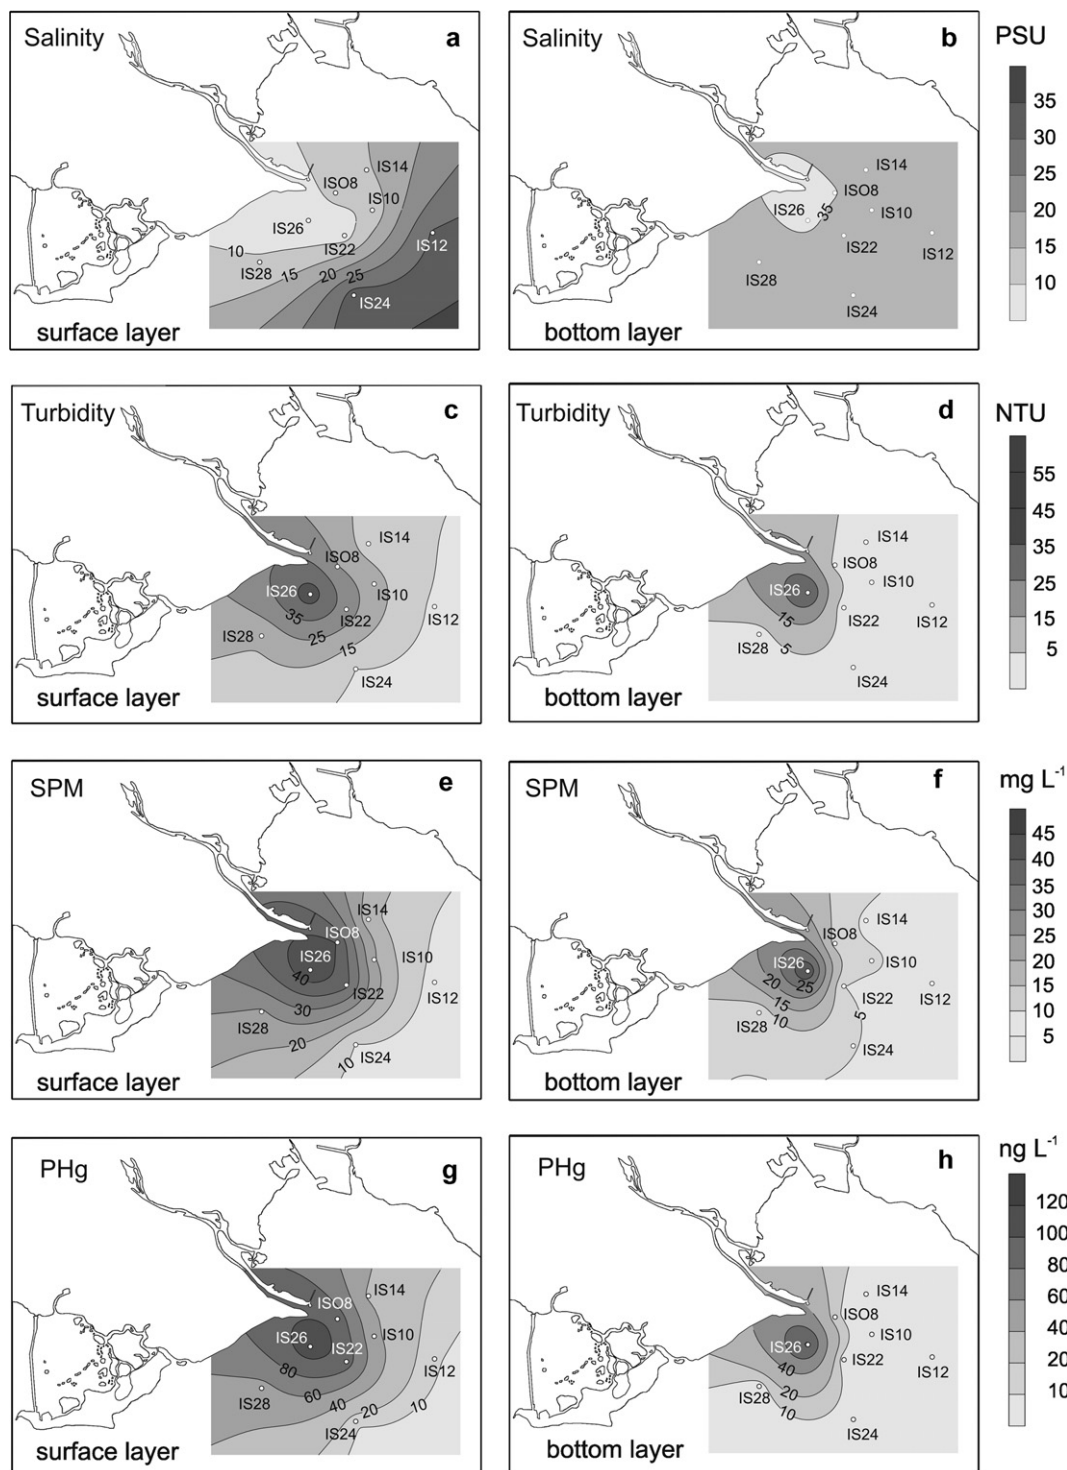 Salinity a
IS14
ISO8
IS10
IS26
IS22
IS12
10
IS28
15
20
25
IS24
surface layer
Salinity b
IS14
ISO8
IS26
35
IS10
IS22
IS12
IS28
IS24
bottom layer
PSU
35
30
25
20
15
10
Turbidity c
IS14
ISO8
IS26
IS10
35
IS22
IS12
IS28
25
15
IS24
surface layer
Turbidity d
IS14
ISO8
IS26
IS10
15
IS22
IS12
IS28
5
IS24
bottom layer
NTU
55
45
35
25
15
5
SPM e
IS14
ISO8
IS26
IS10
40
IS22
IS12
30
IS28
20
10
IS24
surface layer
SPM f
IS14
ISO8
IS26
IS10
20
25
IS22
IS12
15
10
5
IS28
IS24
bottom layer
mg L⁻¹
45
40
35
30
25
20
15
10
5
PHg g
IS14
ISO8
IS26
IS10
IS22
IS12
80
60
IS28
40
20
10
IS24
surface layer
PHg h
IS14
ISO8
IS26
IS10
IS22
IS12
40
20
IS28
10
IS24
bottom layer
ng L⁻¹
120
100
80
60
40
20
10